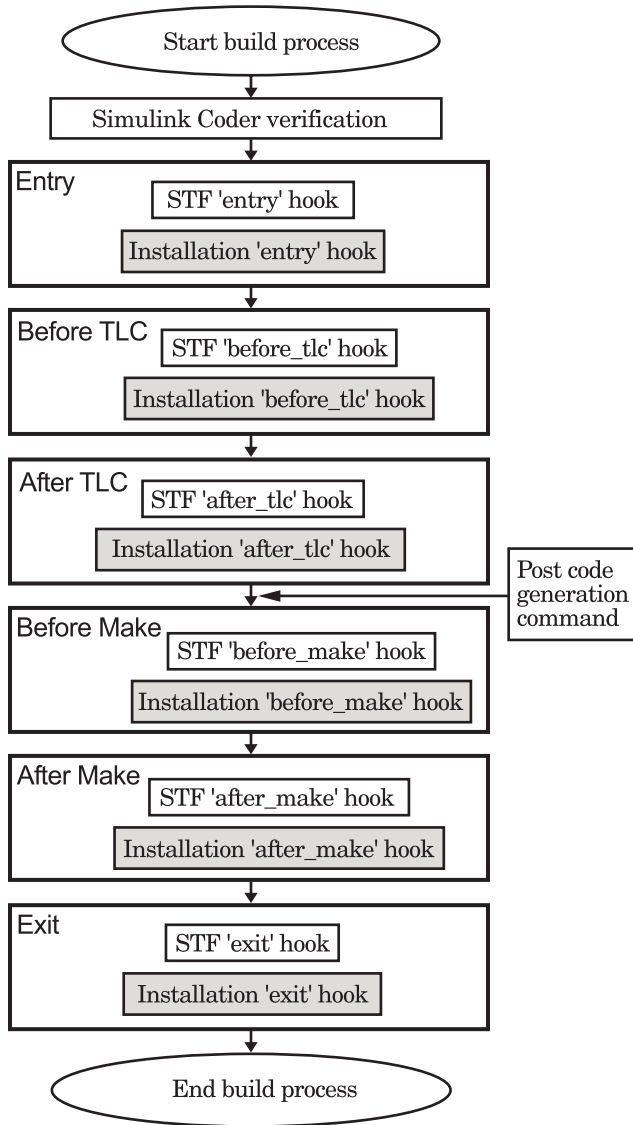 Start build process
Simulink Coder verification
Entry
STF 'entry' hook
Installation 'entry' hook
Before TLC
STF 'before_tlc' hook
Installation 'before_tlc' hook
After TLC
STF 'after_tlc' hook
Installation 'after_tlc' hook
Post code
generation
command
Before Make
STF 'before_make' hook
Installation 'before_make' hook
After Make
STF 'after_make' hook
Installation 'after_make' hook
Exit
STF 'exit' hook
Installation 'exit' hook
End build process